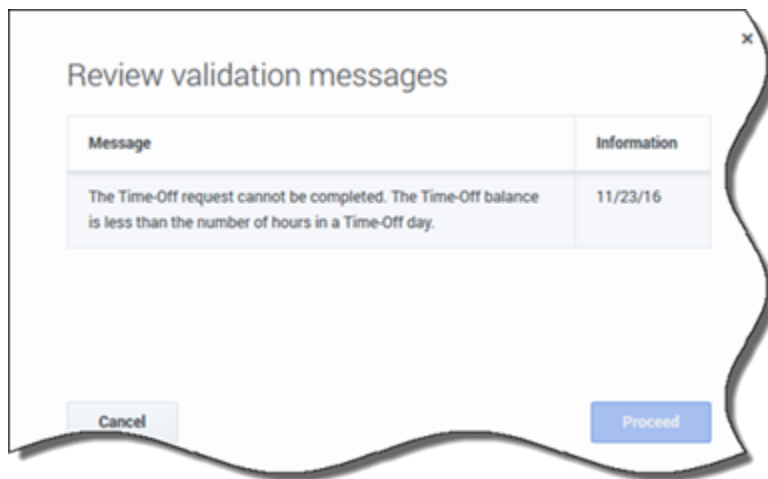 ×
Review validation messages
Message
Information
The Time-Off request cannot be completed. The Time-Off balance
is less than the number of hours in a Time-Off day.
11/23/16
Cancel
Proceed